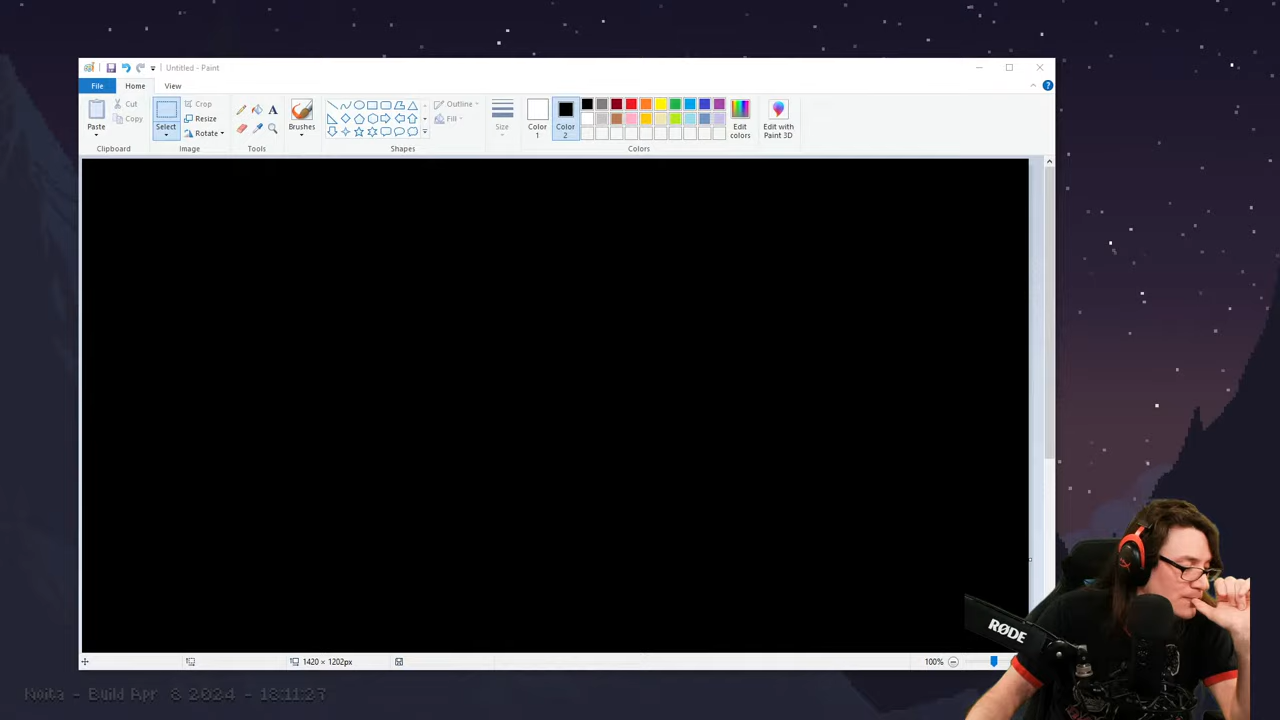 Untitled - Paint
File Home View
Paste
Cut
Copy
Clipboard
Select
Crop
Resize
Rotate
Image
A
Tools
Brushes
Outline
Fill
Shapes
Size
Color
1
Color
2
Edit
colors
Colors
Edit with
Paint 3D
1420 × 1202px
100%
RØDE
Noita - Build Apr 8 2024 - 18:11:27